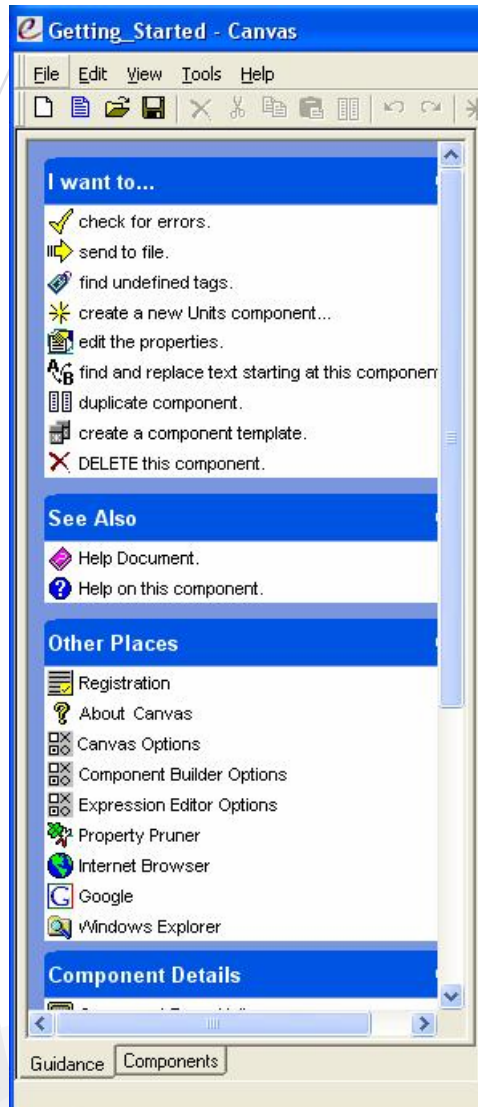 Getting_Started - Canvas
File Edit View Tools Help
I want to...
check for errors.
send to file.
find undefined tags.
create a new Units component...
edit the properties.
find and replace text starting at this componen
duplicate component.
create a component template.
DELETE this component.
See Also
Help Document.
Help on this component.
Other Places
Registration
About Canvas
Canvas Options
Component Builder Options
Expression Editor Options
Property Pruner
Internet Browser
Google
Windows Explorer
Component Details
Guidance Components